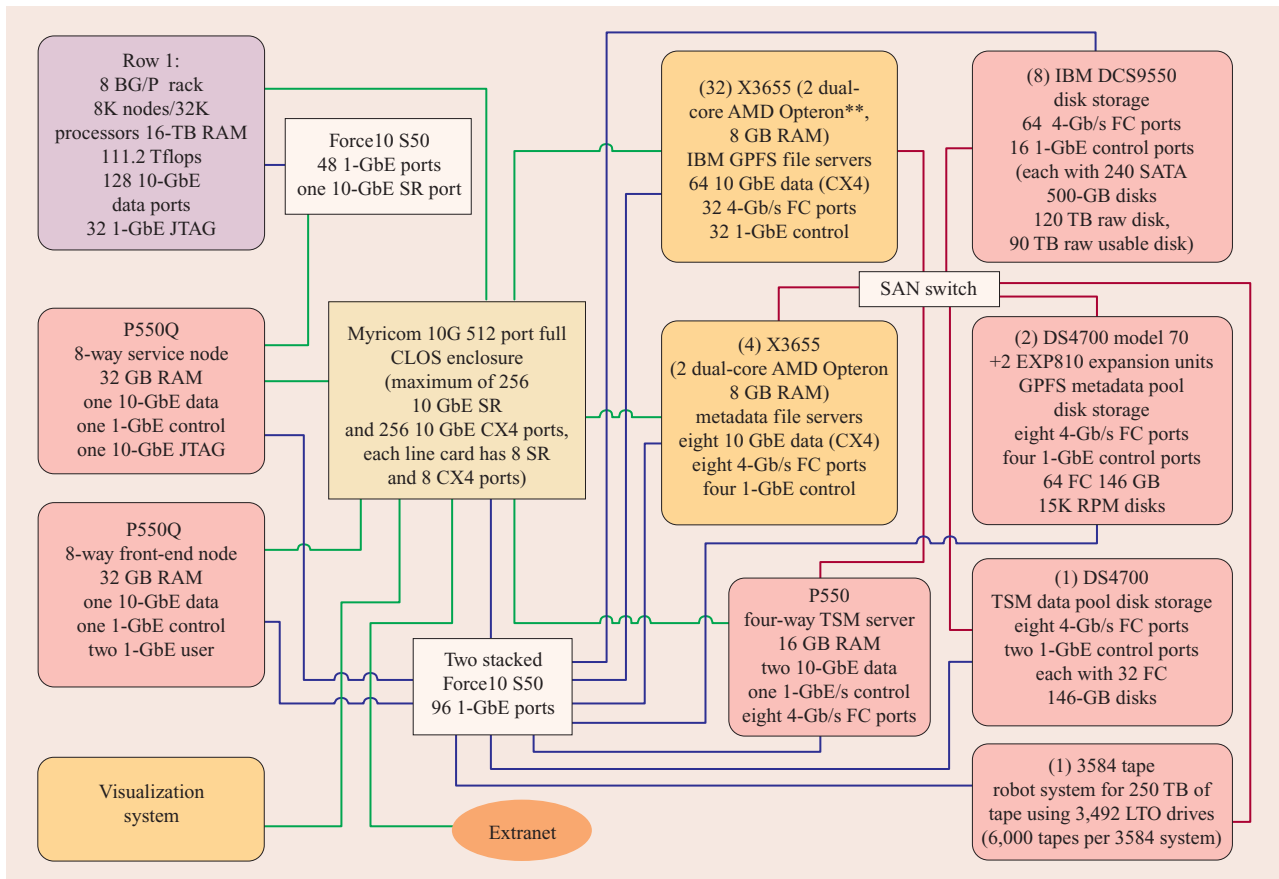 Row 1:
8 BG/P rack
8K nodes/32K
processors 16-TB RAM
111.2 Tflops
128 10-GbE
data ports
32 1-GbE JTAG
Force10 S50
48 1-GbE ports
one 10-GbE SR port
(32) X3655 (2 dual-
core AMD Opteron**,
8 GB RAM)
IBM GPFS file servers
64 10 GbE data (CX4)
32 4-Gb/s FC ports
32 1-GbE control
(8) IBM DCS9550
disk storage
64 4-Gb/s FC ports
16 1-GbE control ports
(each with 240 SATA
500-GB disks
120 TB raw disk,
90 TB raw usable disk)
SAN switch
P550Q
8-way service node
32 GB RAM
one 10-GbE data
one 1-GbE control
one 10-GbE JTAG
Myricom 10G 512 port full
CLOS enclosure
(maximum of 256
10 GbE SR
and 256 10 GbE CX4 ports,
each line card has 8 SR
and 8 CX4 ports)
(4) X3655
(2 dual-core AMD Opteron
8 GB RAM)
metadata file servers
eight 10 GbE data (CX4)
eight 4-Gb/s FC ports
four 1-GbE control
(2) DS4700 model 70
+2 EXP810 expansion units
GPFS metadata pool
disk storage
eight 4-Gb/s FC ports
four 1-GbE control ports
64 FC 146 GB
15K RPM disks
P550Q
8-way front-end node
32 GB RAM
one 10-GbE data
one 1-GbE control
two 1-GbE user
Two stacked
Force10 S50
96 1-GbE ports
P550
four-way TSM server
16 GB RAM
two 10-GbE data
one 1-GbE/s control
eight 4-Gb/s FC ports
(1) DS4700
TSM data pool disk storage
eight 4-Gb/s FC ports
two 1-GbE control ports
each with 32 FC
146-GB disks
Visualization
system
Extranet
(1) 3584 tape
robot system for 250 TB of
tape using 3,492 LTO drives
(6,000 tapes per 3584 system)